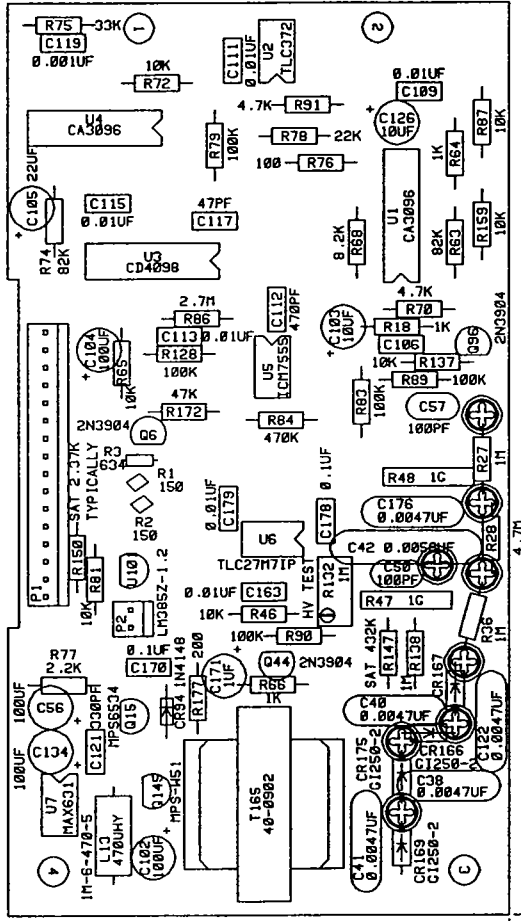 R75 33K
C119
0.001UF
1
10K
R72
C111
0.01UF
U2
TLC372
2
0.01UF
C109
U4
CA3096
4.7K R91
R78 22K
100 R76
R79
100K
C126
10UF
R87
10K
1K
R64
U1
CA3096
22UF
C105
+
C115
0.01UF
47PF
C117
R74
82K
U3
CD4098
8.2K
R68
82K
R63
R159
10K
2.7M
R86
C113 0.01UF
R128
100K
C112
470PF
C103
10UF
+
4.7K
R70
R18 1K
C106
10K R137
R89 100K
Q96
2N3904
C104
100UF
+
R65
10K
U5
ICM7555
47K
R172
R84
470K
R83
100K
C57
100PF
2N3904
Q6
R3
634
R1
150
R2
150
SAT 2.37K
TYPICALLY
R150
R81
10K
P1
0.01UF
C179
0.1UF
C178
R48 1G
R27
1M
C176
0.0047UF
R28
4.7M
U6
TLC27M7IP
C42 0.0056UF
C58
100PF
U10
LM385Z-1.2
P2
0.01UF C163
10K R46
100K R90
HV TEST
R132
1M
R47 1G
R36
1M
0.1UF
C170
R77
2.2K
200
R177
C171
1UF
+
Q44 2N3904
R66
1K
SAT 432K
R147
R138
1M
CR167
1N4148
CR94
100UF
C56
+
330PF
C121
MPS6534
Q15
C40
0.0047UF
C122
0.0047UF
100UF
C134
+
U7
MAX631
Q149
MPS-W51
T165
40-0902
CR175
GI250-2
CR166
GI250-2
C38
0.0047UF
L13
470UHY
1M-6-470-5
C102
100UF
+
C41
0.0047UF
CR169
GI250-2
4
3